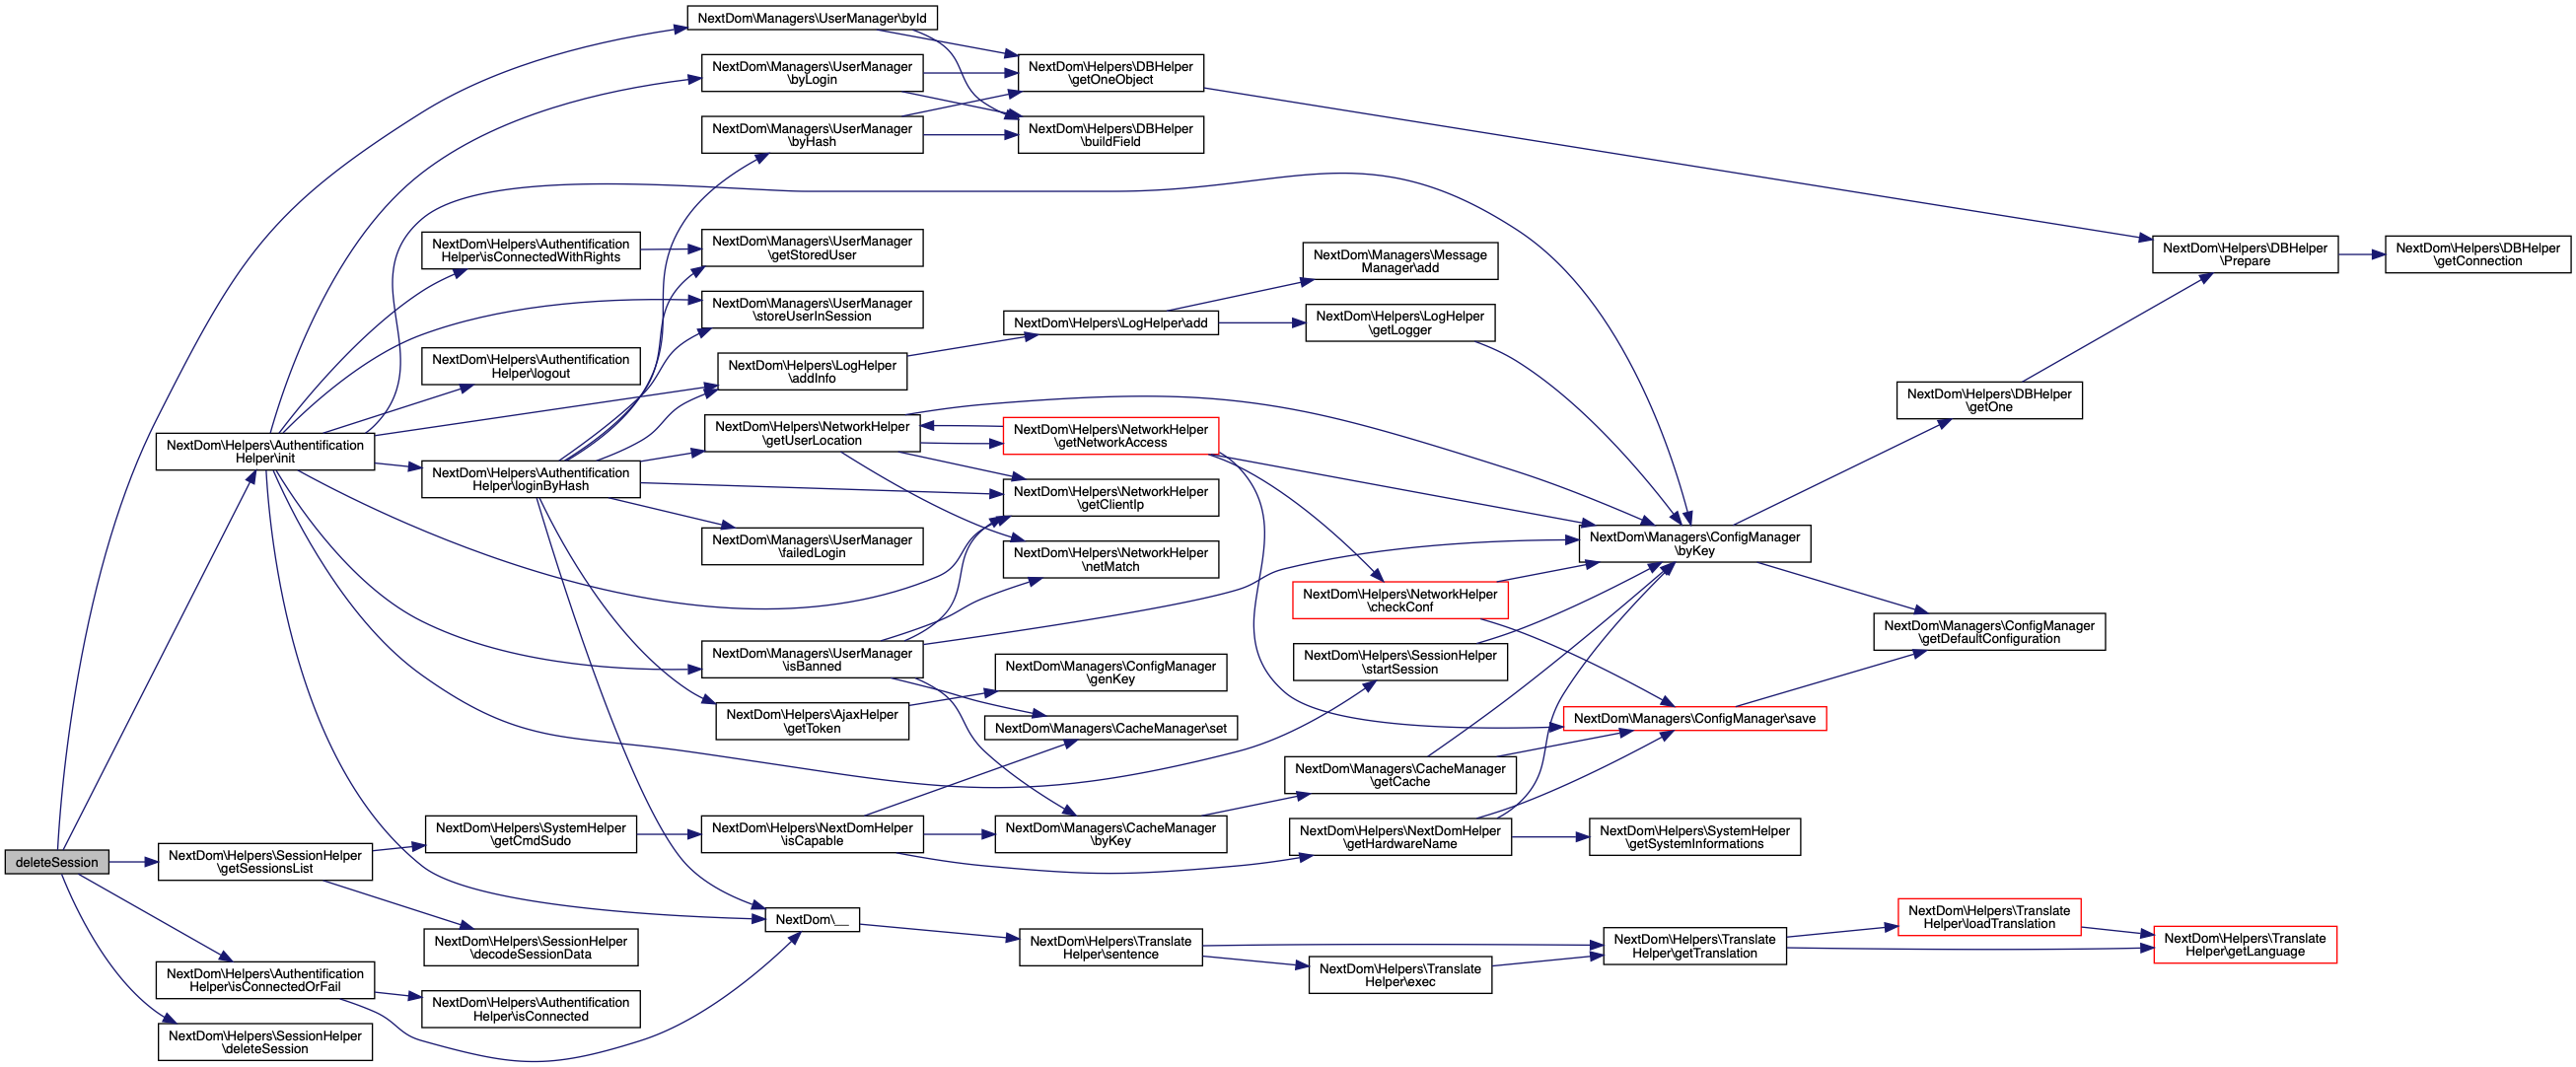 deleteSession
NextDom\Managers\UserManager\byId
NextDom\Helpers\DBHelper
\getOneObject
NextDom\Helpers\DBHelper
\Prepare
NextDom\Helpers\DBHelper
\getConnection
NextDom\Helpers\DBHelper
\buildField
NextDom\Helpers\Authentification
Helper\init
NextDom\Managers\UserManager
\byLogin
NextDom\Managers\UserManager
\byHash
NextDom\Helpers\Authentification
Helper\isConnectedWithRights
NextDom\Managers\UserManager
\getStoredUser
NextDom\Managers\UserManager
\storeUserInSession
NextDom\Helpers\Authentification
Helper\logout
NextDom\Helpers\LogHelper
\addInfo
NextDom\Helpers\LogHelper\add
NextDom\Managers\Message
Manager\add
NextDom\Helpers\LogHelper
\getLogger
NextDom\Helpers\Authentification
Helper\loginByHash
NextDom\Helpers\NetworkHelper
\getUserLocation
NextDom\Helpers\NetworkHelper
\getNetworkAccess
NextDom\Helpers\NetworkHelper
\getClientIp
NextDom\Managers\UserManager
\failedLogin
NextDom\Helpers\NetworkHelper
\netMatch
NextDom\Helpers\NetworkHelper
\checkConf
NextDom\Managers\ConfigManager
\byKey
NextDom\Helpers\DBHelper
\getOne
NextDom\Managers\ConfigManager
\getDefaultConfiguration
NextDom\Managers\UserManager
\isBanned
NextDom\Managers\ConfigManager
\genKey
NextDom\Helpers\SessionHelper
\startSession
NextDom\Helpers\AjaxHelper
\getToken
NextDom\Managers\CacheManager\set
NextDom\Managers\ConfigManager\save
NextDom\Managers\CacheManager
\getCache
NextDom\Helpers\SessionHelper
\getSessionsList
NextDom\Helpers\SystemHelper
\getCmdSudo
NextDom\Helpers\NextDomHelper
\isCapable
NextDom\Managers\CacheManager
\byKey
NextDom\Helpers\NextDomHelper
\getHardwareName
NextDom\Helpers\SystemHelper
\getSystemInformations
NextDom\Helpers\SessionHelper
\decodeSessionData
NextDom\__
NextDom\Helpers\Translate
Helper\sentence
NextDom\Helpers\Translate
Helper\exec
NextDom\Helpers\Translate
Helper\getTranslation
NextDom\Helpers\Translate
Helper\loadTranslation
NextDom\Helpers\Translate
Helper\getLanguage
NextDom\Helpers\Authentification
Helper\isConnectedOrFail
NextDom\Helpers\Authentification
Helper\isConnected
NextDom\Helpers\SessionHelper
\deleteSession